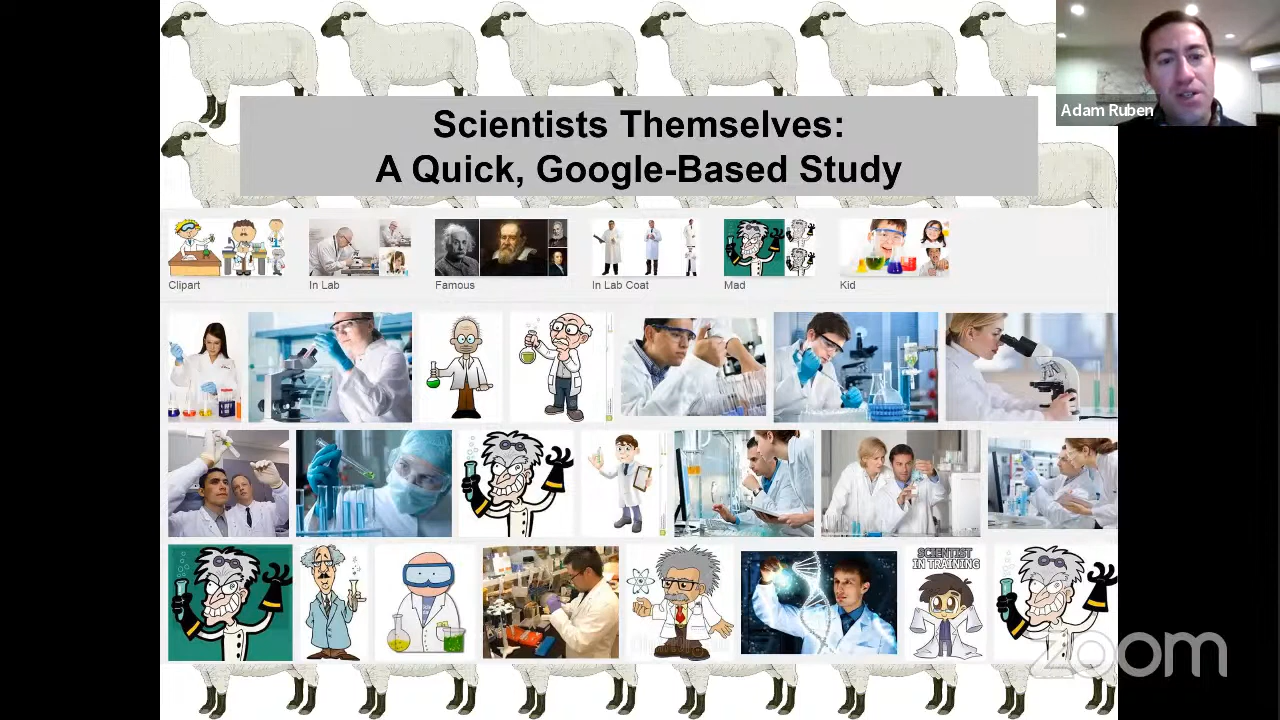 Adam Ruben
Scientists Themselves:
A Quick, Google-Based Study
Clipart
In Lab
Famous
In Lab Coat
Mad
Kid
SCIENTIST
IN TRAINING
zoom